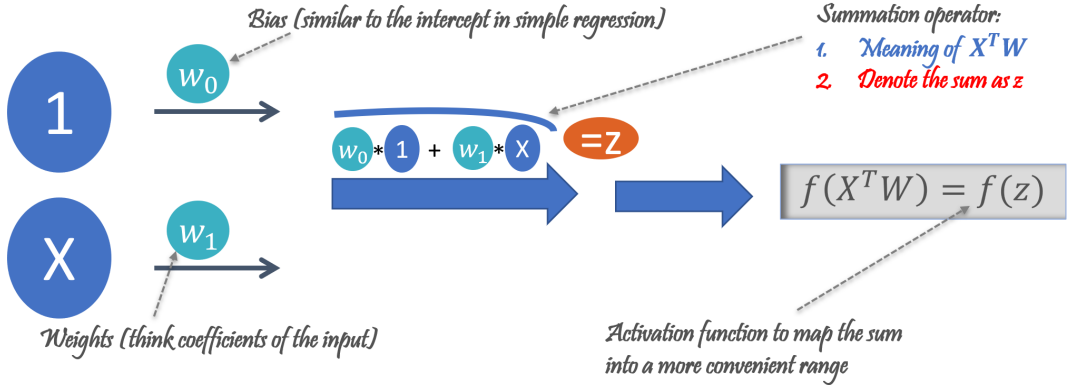 Bias (similar to the intercept in simple regression)
Summation operator:
1. Meaning of X^T W
2. Denote the sum as z
1
w₀
w₀*1 + w₁*X =z
f(X^T W) = f(z)
X
w₁
Weights (think coefficients of the input)
Activation function to map the sum
into a more convenient range